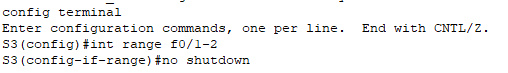 config terminal
Enter configuration commands, one per line.  End with CNTL/Z.
S3(config)#int range f0/1-2
S3(config-if-range)#no shutdown